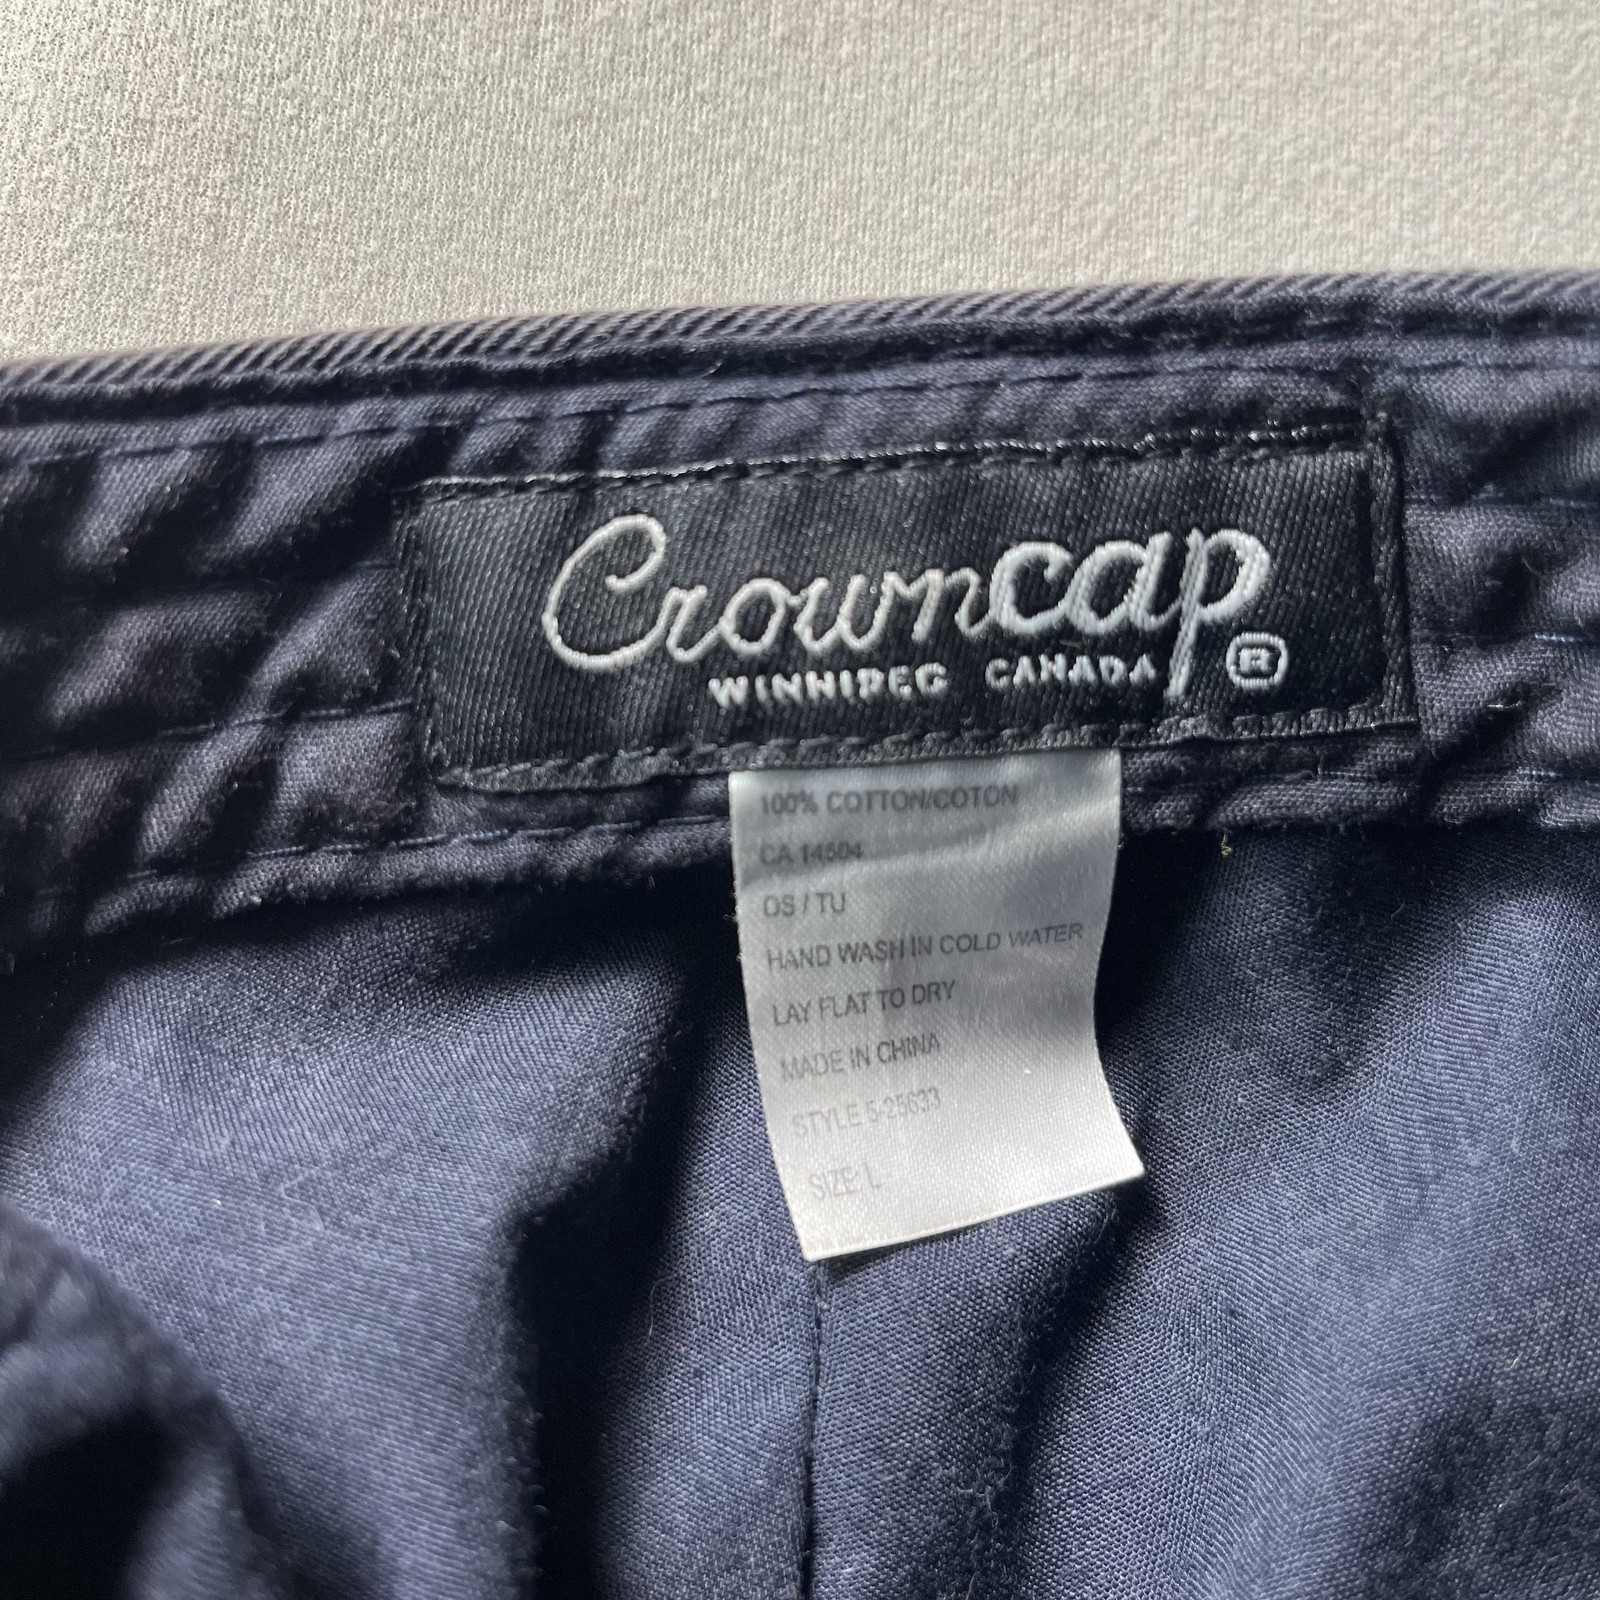 Crowncap
WINNIPEG CANADA ®
100% COTTON/COTON
CA 14504
OS / TU
HAND WASH IN COLD WATER
LAY FLAT TO DRY
MADE IN CHINA
STYLE 5-25633
SIZE: L